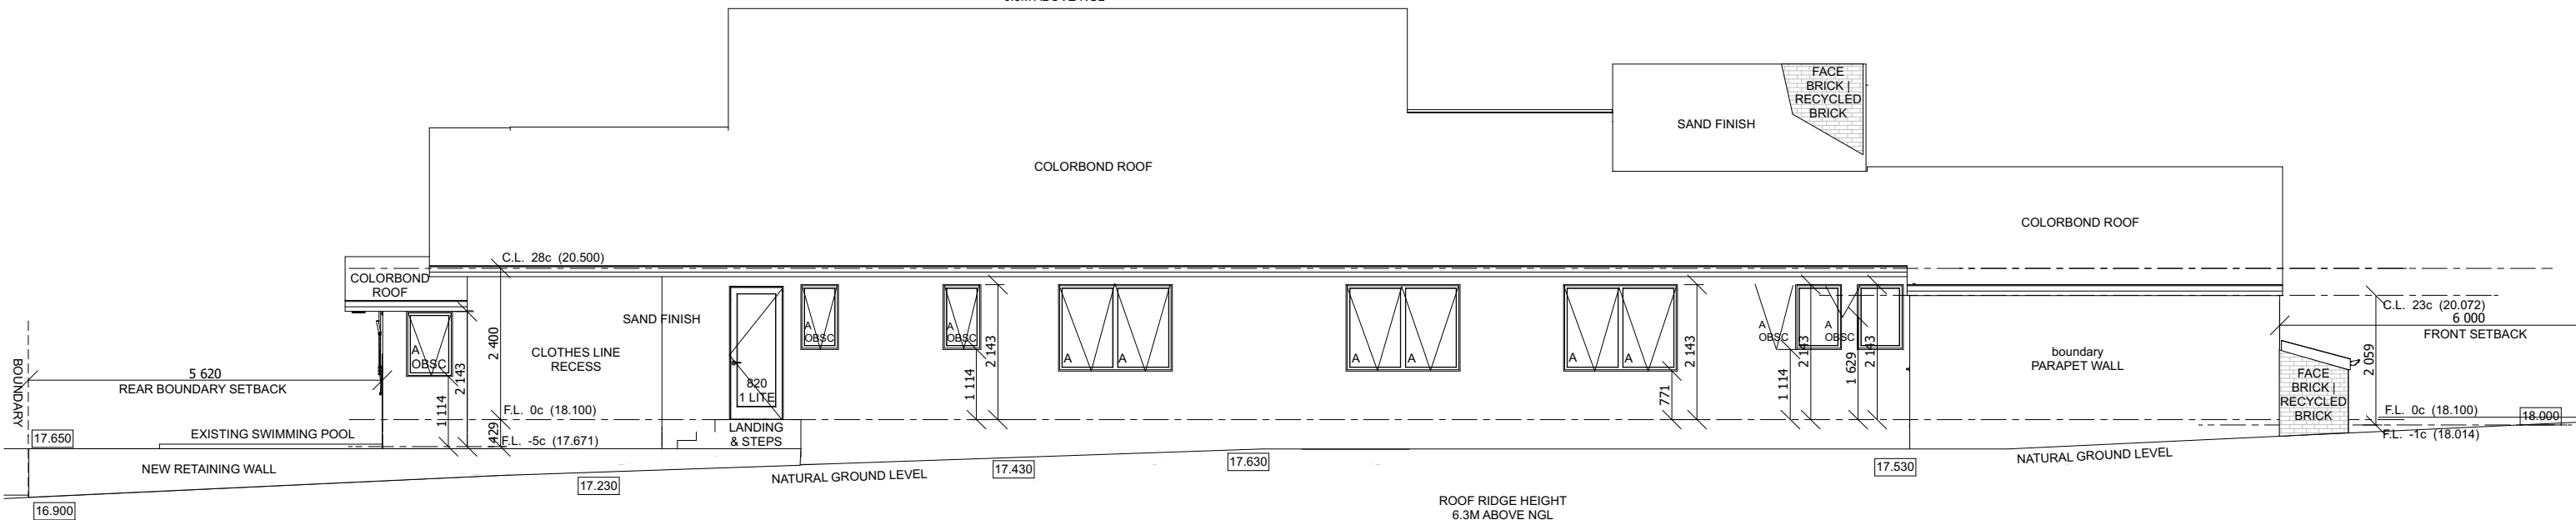 FACE
BRICK |
RECYCLED
BRICK
SAND FINISH
COLORBOND ROOF
COLORBOND ROOF
C.L. 28c (20.500)
COLORBOND
ROOF
C.L. 23c (20.072)
6 000
FRONT SETBACK
SAND FINISH
CLOTHES LINE
RECESS
2 400
A
OBSC
1 114
2 143
820
1 LITE
A
OBSC
A
OBSC
1 114
2 143
A
A
A
A
A
A
771
2 143
A
OBSC
1 114
2 143
A
OBSC
1 629
2 143
boundary
PARAPET WALL
2 059
FACE
BRICK |
RECYCLED
BRICK
BOUNDARY
5 620
REAR BOUNDARY SETBACK
F.L. 0c (18.100)
429
F.L. -5c (17.671)
LANDING
& STEPS
F.L. 0c (18.100)
18.000
F.L. -1c (18.014)
17.650
EXISTING SWIMMING POOL
NEW RETAINING WALL
17.230
NATURAL GROUND LEVEL
17.430
17.630
17.530
NATURAL GROUND LEVEL
16.900
ROOF RIDGE HEIGHT
6.3M ABOVE NGL